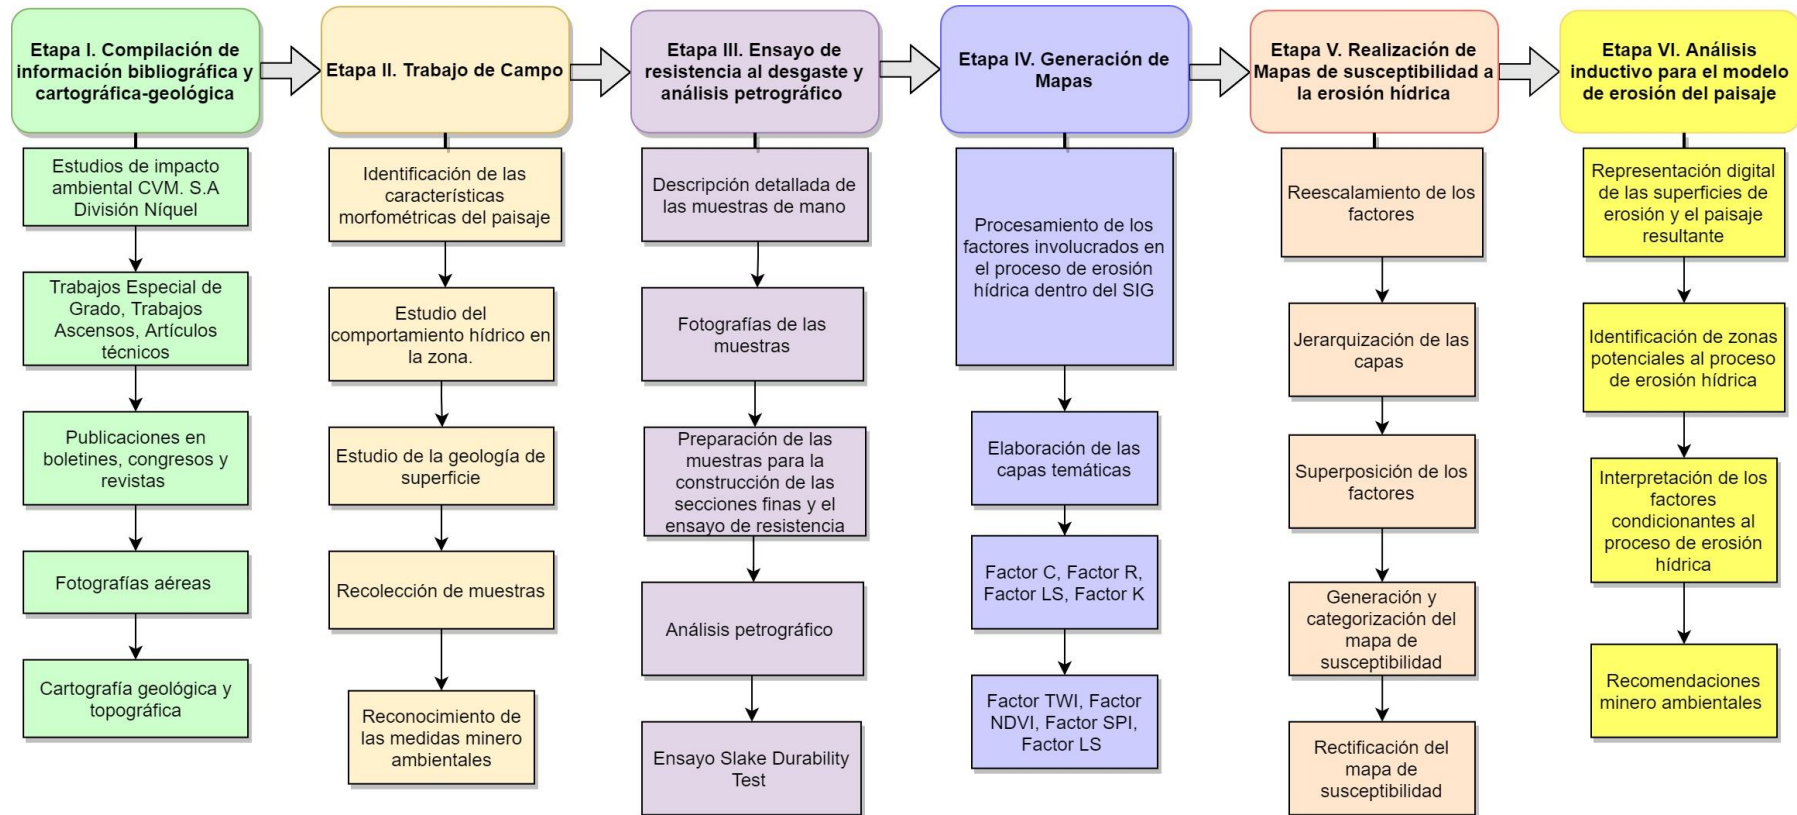 Etapa I. Compilación de
información bibliográfica y
cartográfica-geológica
Estudios de impacto
ambiental CVM. S.A
División Níquel
Trabajos Especial de
Grado, Trabajos
Ascensos, Artículos
técnicos
Publicaciones en
boletines, congresos y
revistas
Fotografías aéreas
Cartografía geológica y
topográfica
Etapa II. Trabajo de Campo
Identificación de las
características
morfométricas del paisaje
Estudio del
comportamiento hídrico en
la zona.
Estudio de la geología de
superficie
Recolección de muestras
Reconocimiento de
las medidas minero
ambientales
Etapa III. Ensayo de
resistencia al desgaste y
análisis petrográfico
Descripción detallada de
las muestras de mano
Fotografías de las
muestras
Preparación de las
muestras para la
construcción de las
secciones finas y el
ensayo de resistencia
Análisis petrográfico
Ensayo Slake Durability
Test
Etapa IV. Generación de
Mapas
Procesamiento de los
factores involucrados en
el proceso de erosión
hídrica dentro del SIG
Elaboración de las
capas temáticas
Factor C, Factor R,
Factor LS, Factor K
Factor TWI, Factor
NDVI, Factor SPI,
Factor LS
Etapa V. Realización de
Mapas de susceptibilidad a
la erosión hídrica
Reescalamiento de los
factores
Jerarquización de las
capas
Superposición de los
factores
Generación y
categorización del
mapa de
susceptibilidad
Rectificación del
mapa de
susceptibilidad
Etapa VI. Análisis
inductivo para el modelo
de erosión del paisaje
Representación digital
de las superficies de
erosión y el paisaje
resultante
Identificación de zonas
potenciales al proceso
de erosión hídrica
Interpretación de los
factores
condicionantes al
proceso de erosión
hídrica
Recomendaciones
minero ambientales